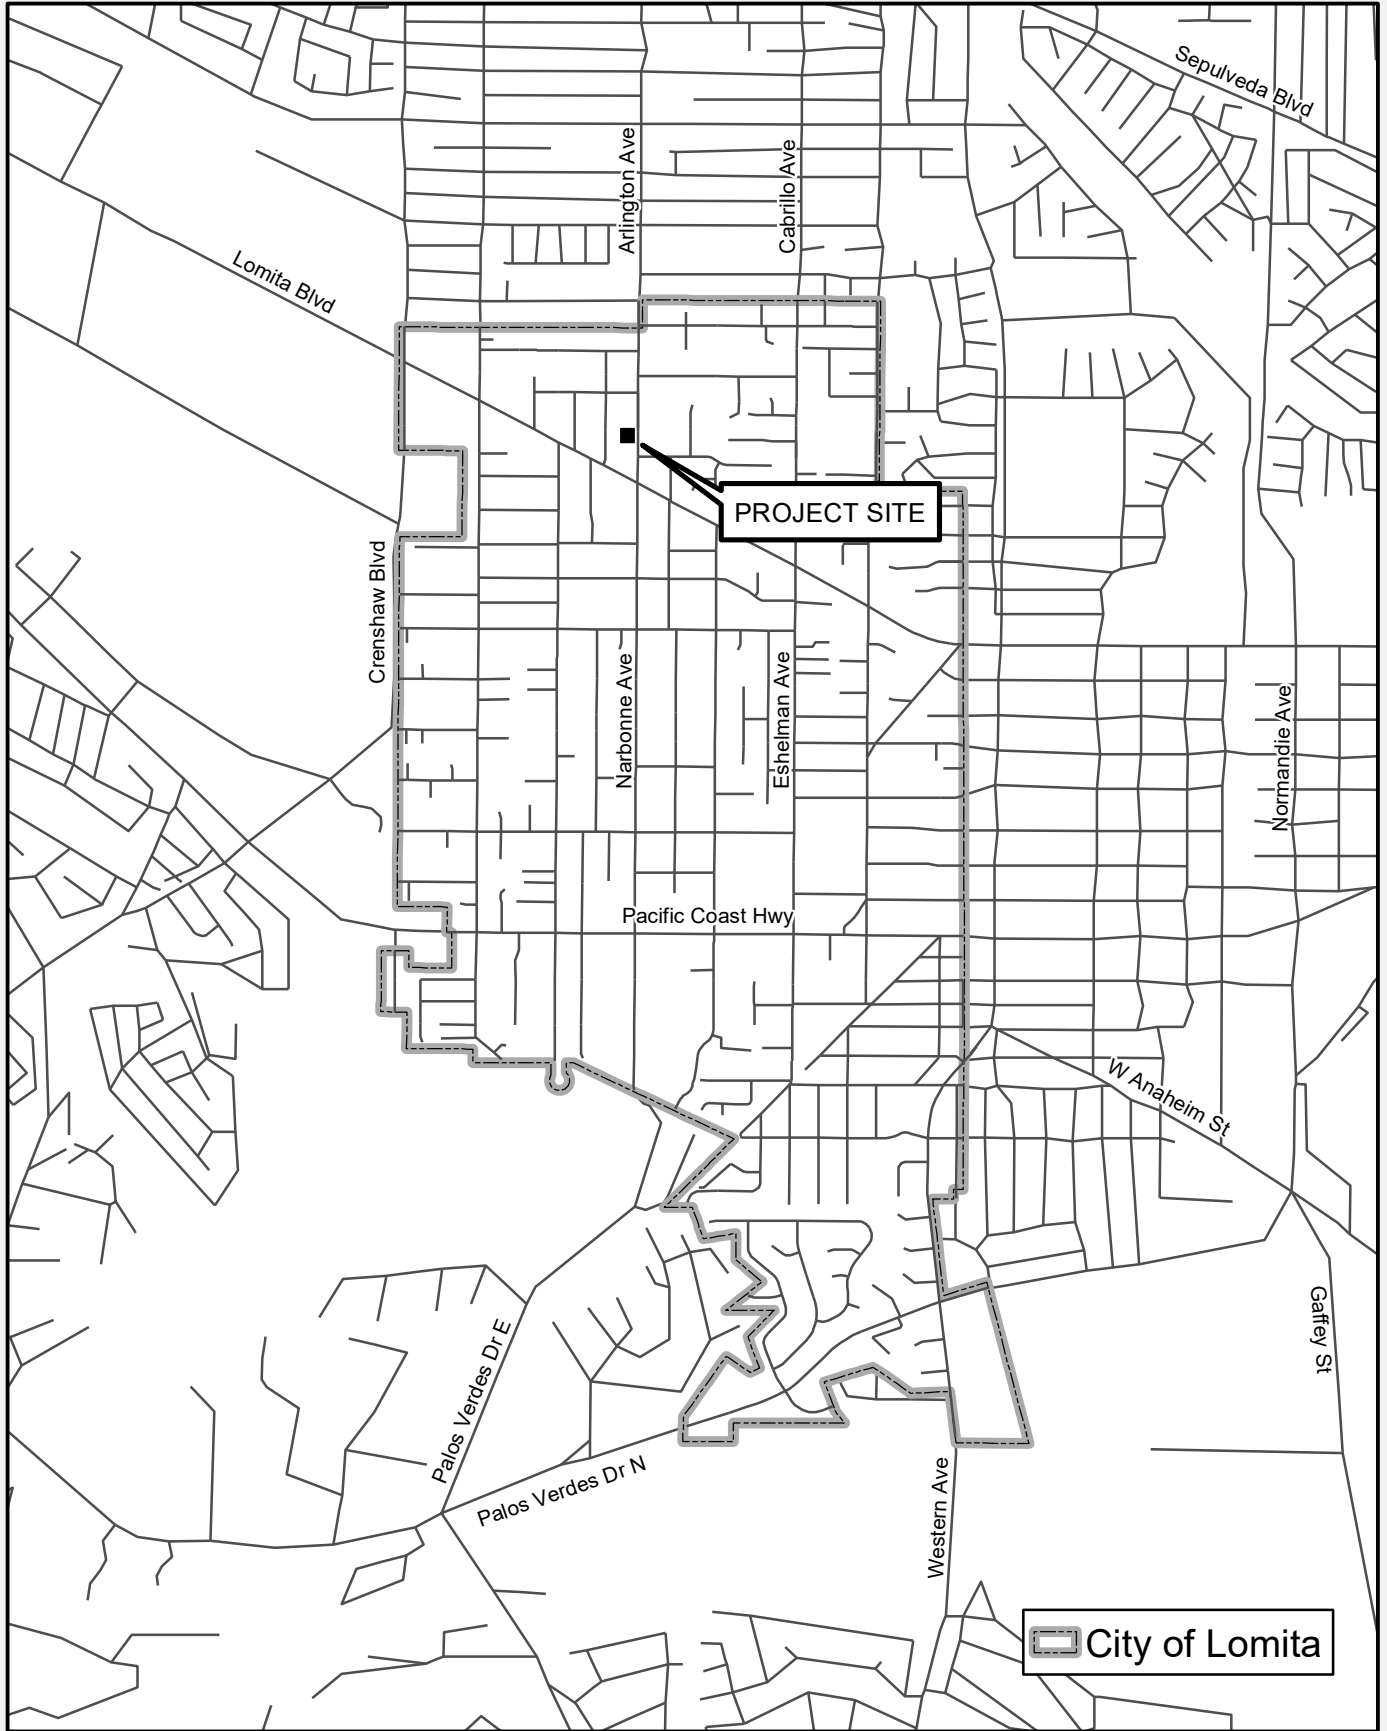 Sepulveda Blvd
Arlington Ave
Cabrillo Ave
Lomita Blvd
PROJECT SITE
Crenshaw Blvd
Narbonne Ave
Eshelman Ave
Normandie Ave
Pacific Coast Hwy
W Anaheim St
Gaffey St
Palos Verdes Dr E
Palos Verdes Dr N
Western Ave
City of Lomita